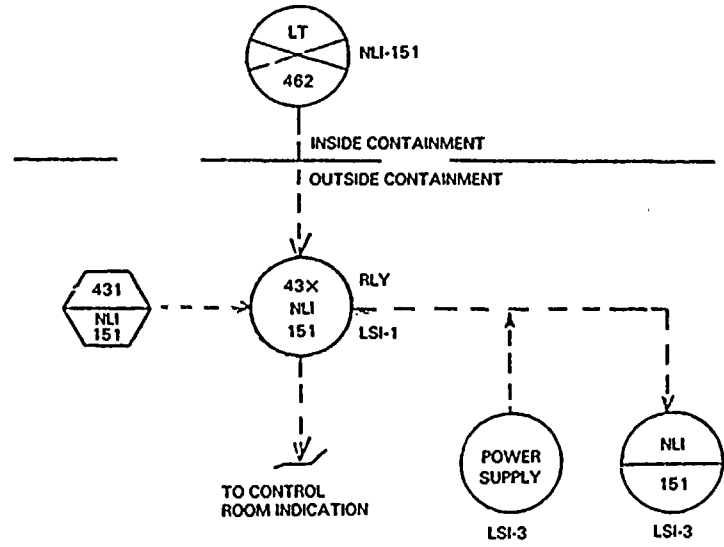 LT
462
NLI-151
INSIDE CONTAINMENT
OUTSIDE CONTAINMENT
431
NLI
151
43X
NLI
151
RLY
LSI-1
TO CONTROL
ROOM INDICATION
POWER
SUPPLY
LSI-3
NLI
151
LSI-3